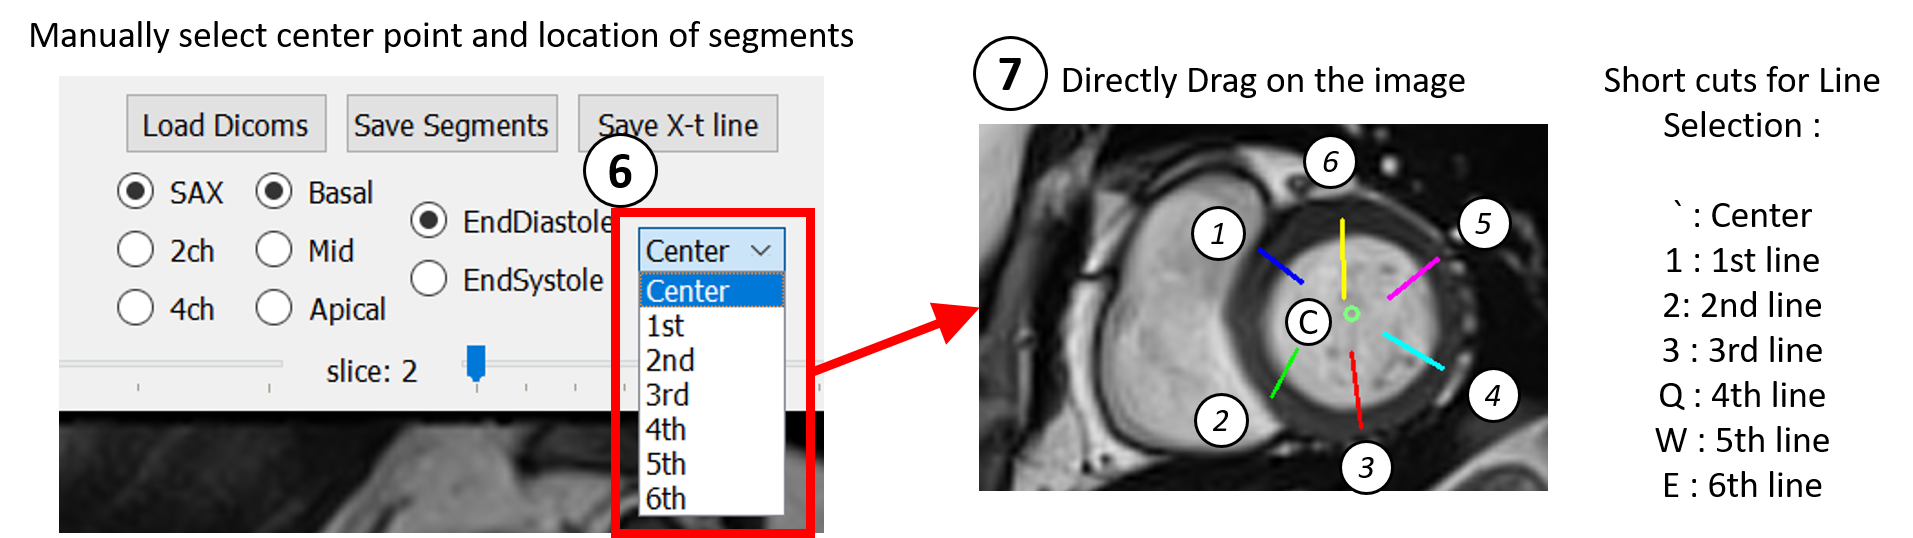 Manually select center point and location of segments
Load Dicoms Save Segments Save X-t line
6
SAX Basal
EndDiastole
2ch Mid
EndSystole
4ch Apical
slice: 2
Center
Center
1st
2nd
3rd
4th
5th
6th
7 Directly Drag on the image
6
5
1
C
4
2
3
Short cuts for Line
Selection :
` : Center
1 : 1st line
2: 2nd line
3 : 3rd line
Q : 4th line
W : 5th line
E : 6th line